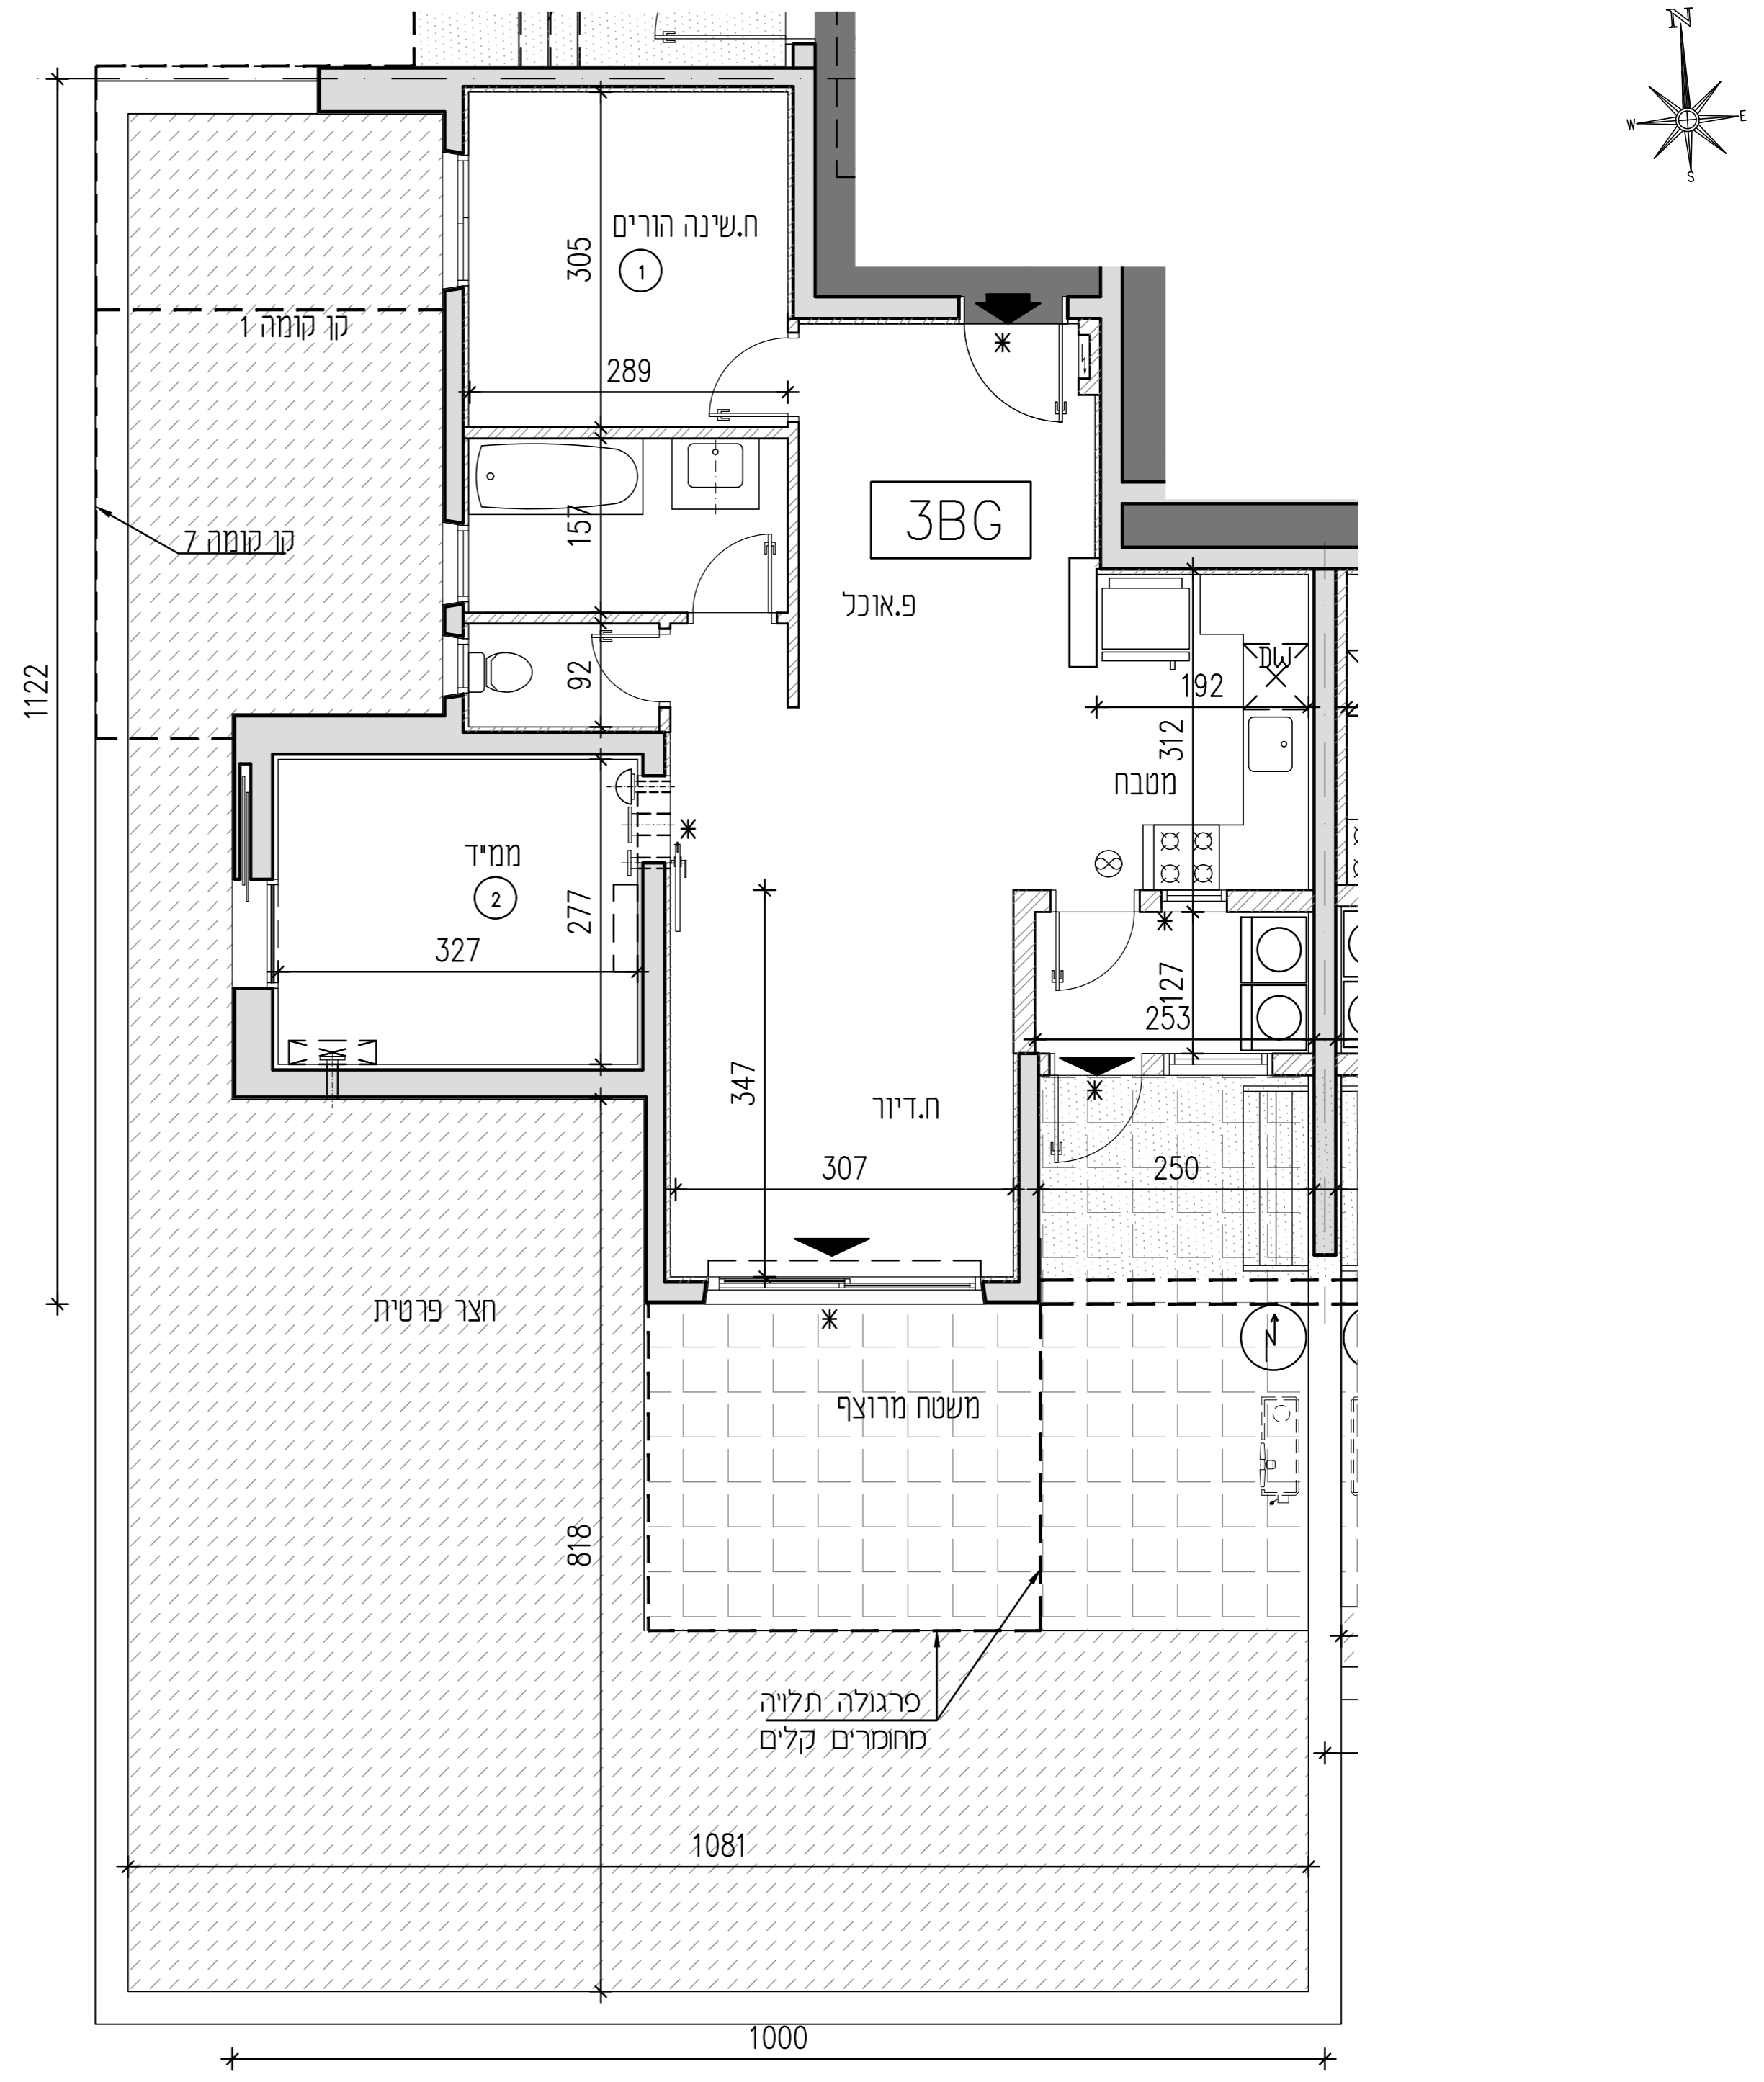 N
W
E
S
ח.שינה הורים
1
305
קו קומה 1
289
3BG
157
קו קומה 7
פ.אוכל
92
DW
192
1122
312
מטבח
ממ"ד
2
277
327
127
253
347
ח.דיור
307
250
חצר פרטית
N
משטח מרוצף
818
פרגולה תלויה
מחומרים קלים
1081
1000